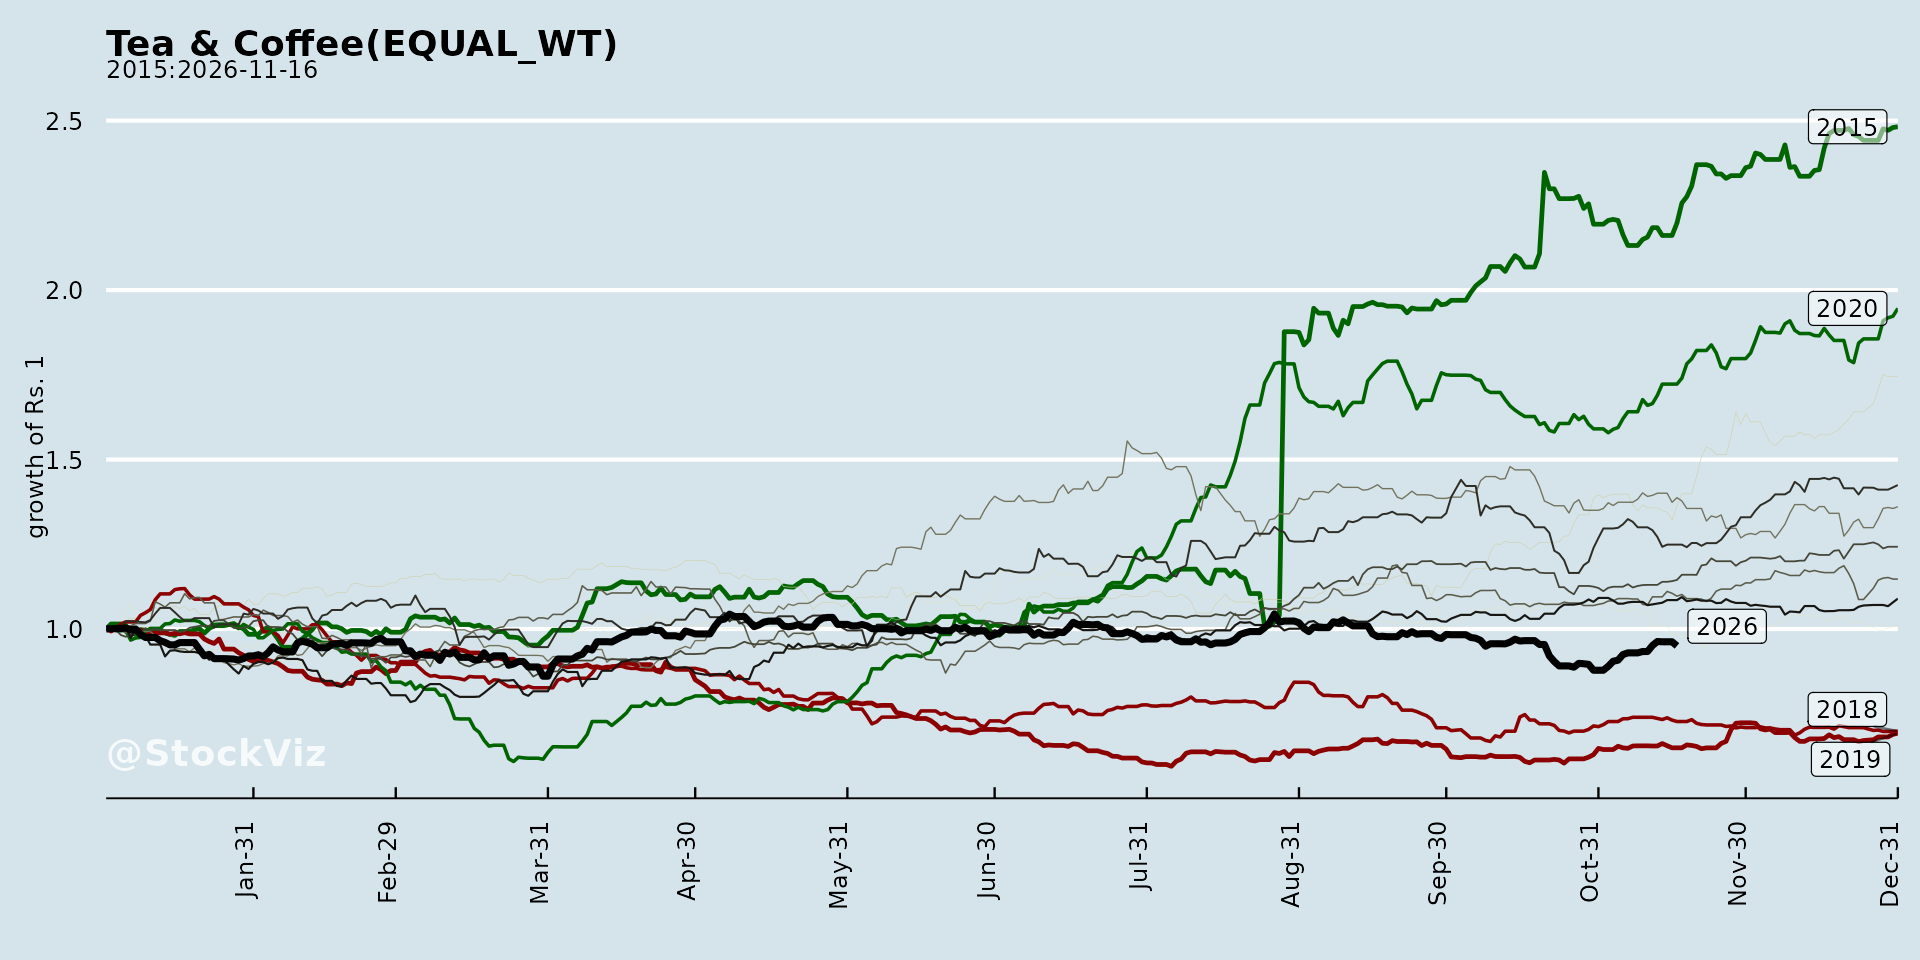 Tea & Coffee(EQUAL_WT)
2015:2026-11-16
growth of Rs. 1
2.5
2.0
1.5
1.0
2015
2020
2026
2018
2019
@StockViz
Jan-31
Feb-29
Mar-31
Apr-30
May-31
Jun-30
Jul-31
Aug-31
Sep-30
Oct-31
Nov-30
Dec-31